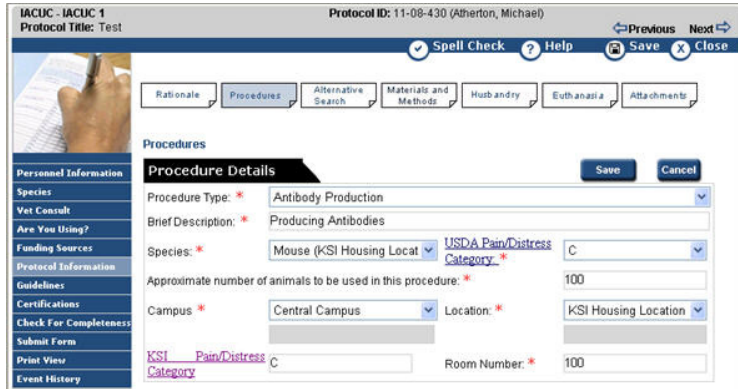 IACUC - IACUC 1 Protocol ID: 11-08-430 (Atherton, Michael)
Protocol Title: Test Previous Next
Spell Check ? Help Save X Close
Rationale Procedures Alternative Search Materials and Methods Husbandry Euthanasia Attachments
Procedures
Procedure Details Save Cancel
Personnel Information
Species
Vet Consult
Are You Using?
Funding Sources
Protocol Information
Guidelines
Certifications
Check For Completeness
Submit Form
Print View
Event History
Procedure Type: * Antibody Production
Brief Description: * Producing Antibodies
Species: * Mouse (KSI Housing Locat USDA Pain/Distress Category: * C
Approximate number of animals to be used in this procedure: * 100
Campus * Central Campus Location: * KSI Housing Location
KSI Pain/Distress Category C Room Number: * 100